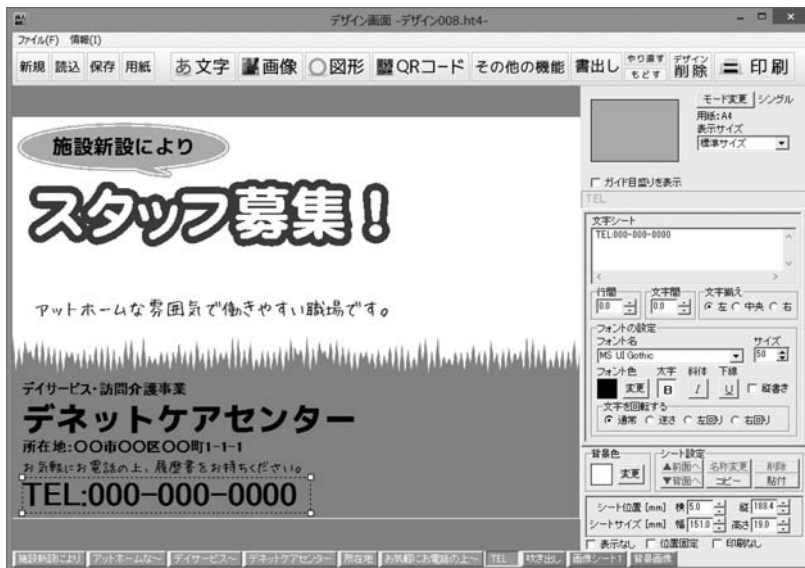 デザイン画面 -デザイン008.ht4-
ファイル(F) 情報(I)
新規 読込 保存 用紙 あ文字 画像 図形 QRコード その他の機能 書出し やり直す もどす デザイン削除 印刷
モード変更 シングル
用紙:A4
表示サイズ
標準サイズ
ガイド目盛りを表示
TEL
施設新設により
スタッフ募集!
アットホームな雰囲気で働きやすい職場です。
デイサービス・訪問介護事業
デネットケアセンター
所在地:〇〇市〇〇区〇〇町1-1-1
お気軽にお電話の上、履歴書をお持ちください。
TEL:000-000-0000
文字シート
TEL:000-000-0000
行間 文字間 文字揃え
0.0 0.0 左 中央 右
フォントの設定
フォント名 サイズ
MS UI Gothic 50
フォント色 太字 斜体 下線
変更 B I U 縦書き
文字を回転する
通常 逆さ 左回り 右回り
背景色 シート設定
変更 ▲前面へ 名称変更 削除
▼背面へ コピー 貼付
シート位置 [mm] 横 5.0 縦 188.4
シートサイズ [mm] 幅 151.0 高さ 19.0
表示なし 位置固定 印刷なし
施設新設により アットホームな~ デイサービス~ デネットケアセンター 所在地 お気軽にお電話の上~ TEL 吹き出し 画像シート1 背景画像